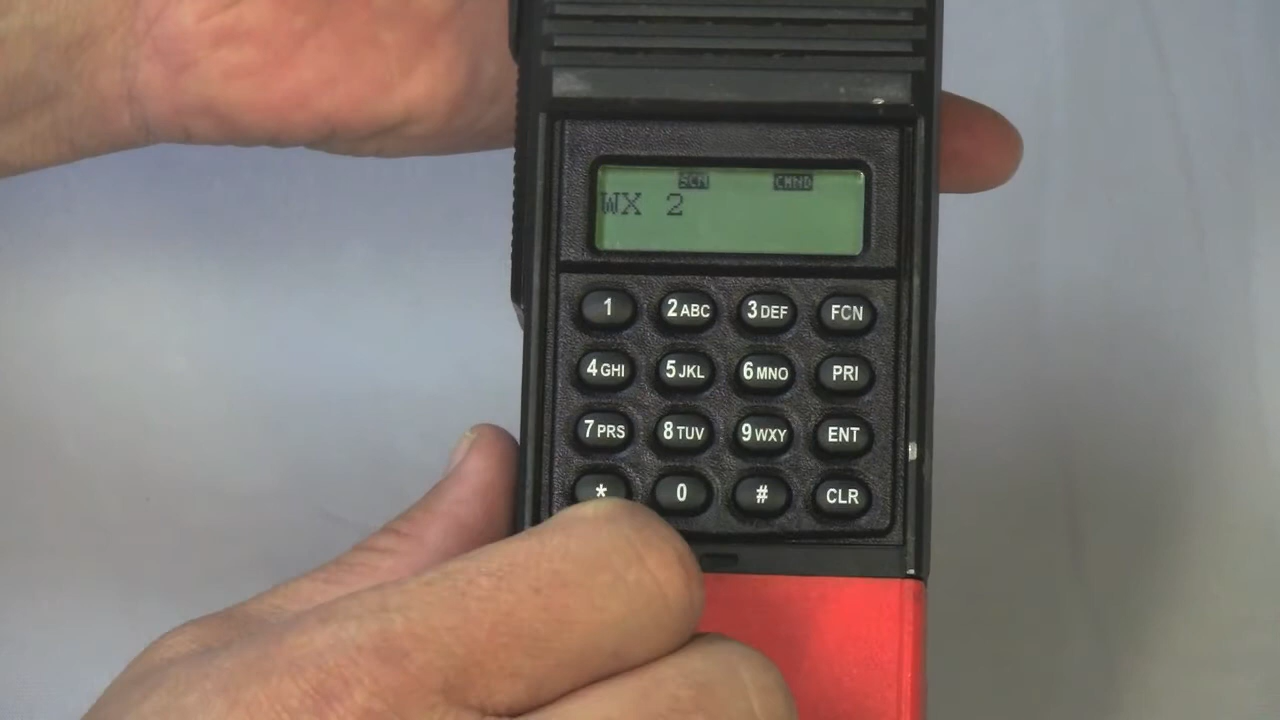 SCN CMND
WX 2
1 2ABC 3DEF FCN
4GHI 5JKL 6MNO PRI
7PRS 8TUV 9WXY ENT
* 0 # CLR